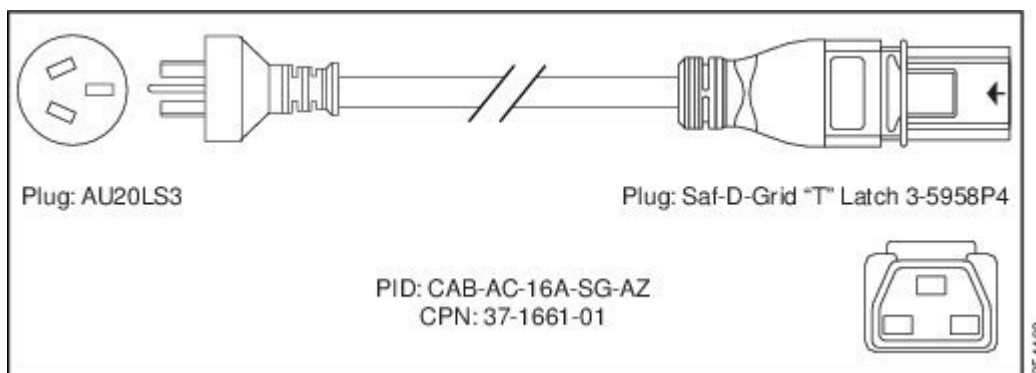 Plug: AU20LS3
Plug: Saf-D-Grid “T” Latch 3-5958P4
PID: CAB-AC-16A-SG-AZ
CPN: 37-1661-01